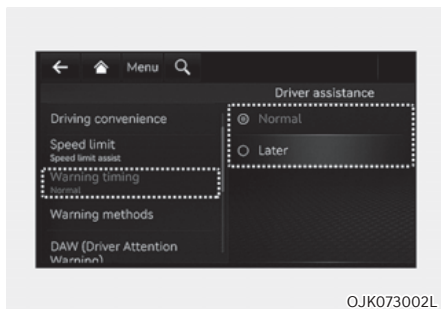 Menu
Driver assistance
Driving convenience
Speed limit
Speed limit assist
Warning timing
Normal
Warning methods
DAW (Driver Attention
Warning)
Normal
Later
OJK073002L